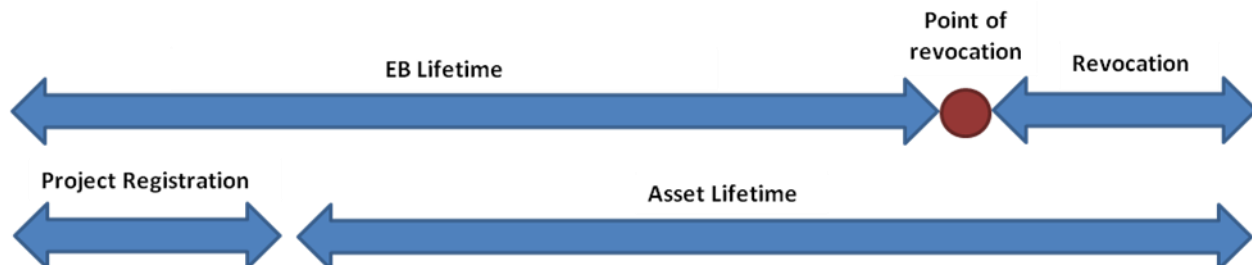 Point of
revocation
EB Lifetime
Revocation
Project Registration
Asset Lifetime